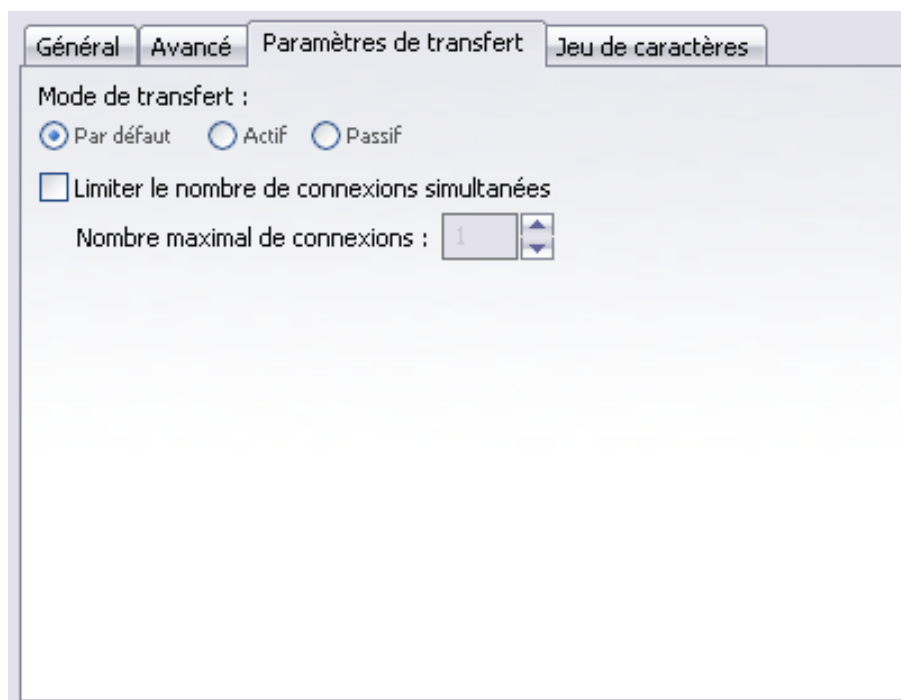 Général Avancé Paramètres de transfert Jeu de caractères
Mode de transfert :
Par défaut Actif Passif
Limiter le nombre de connexions simultanées
Nombre maximal de connexions : 1